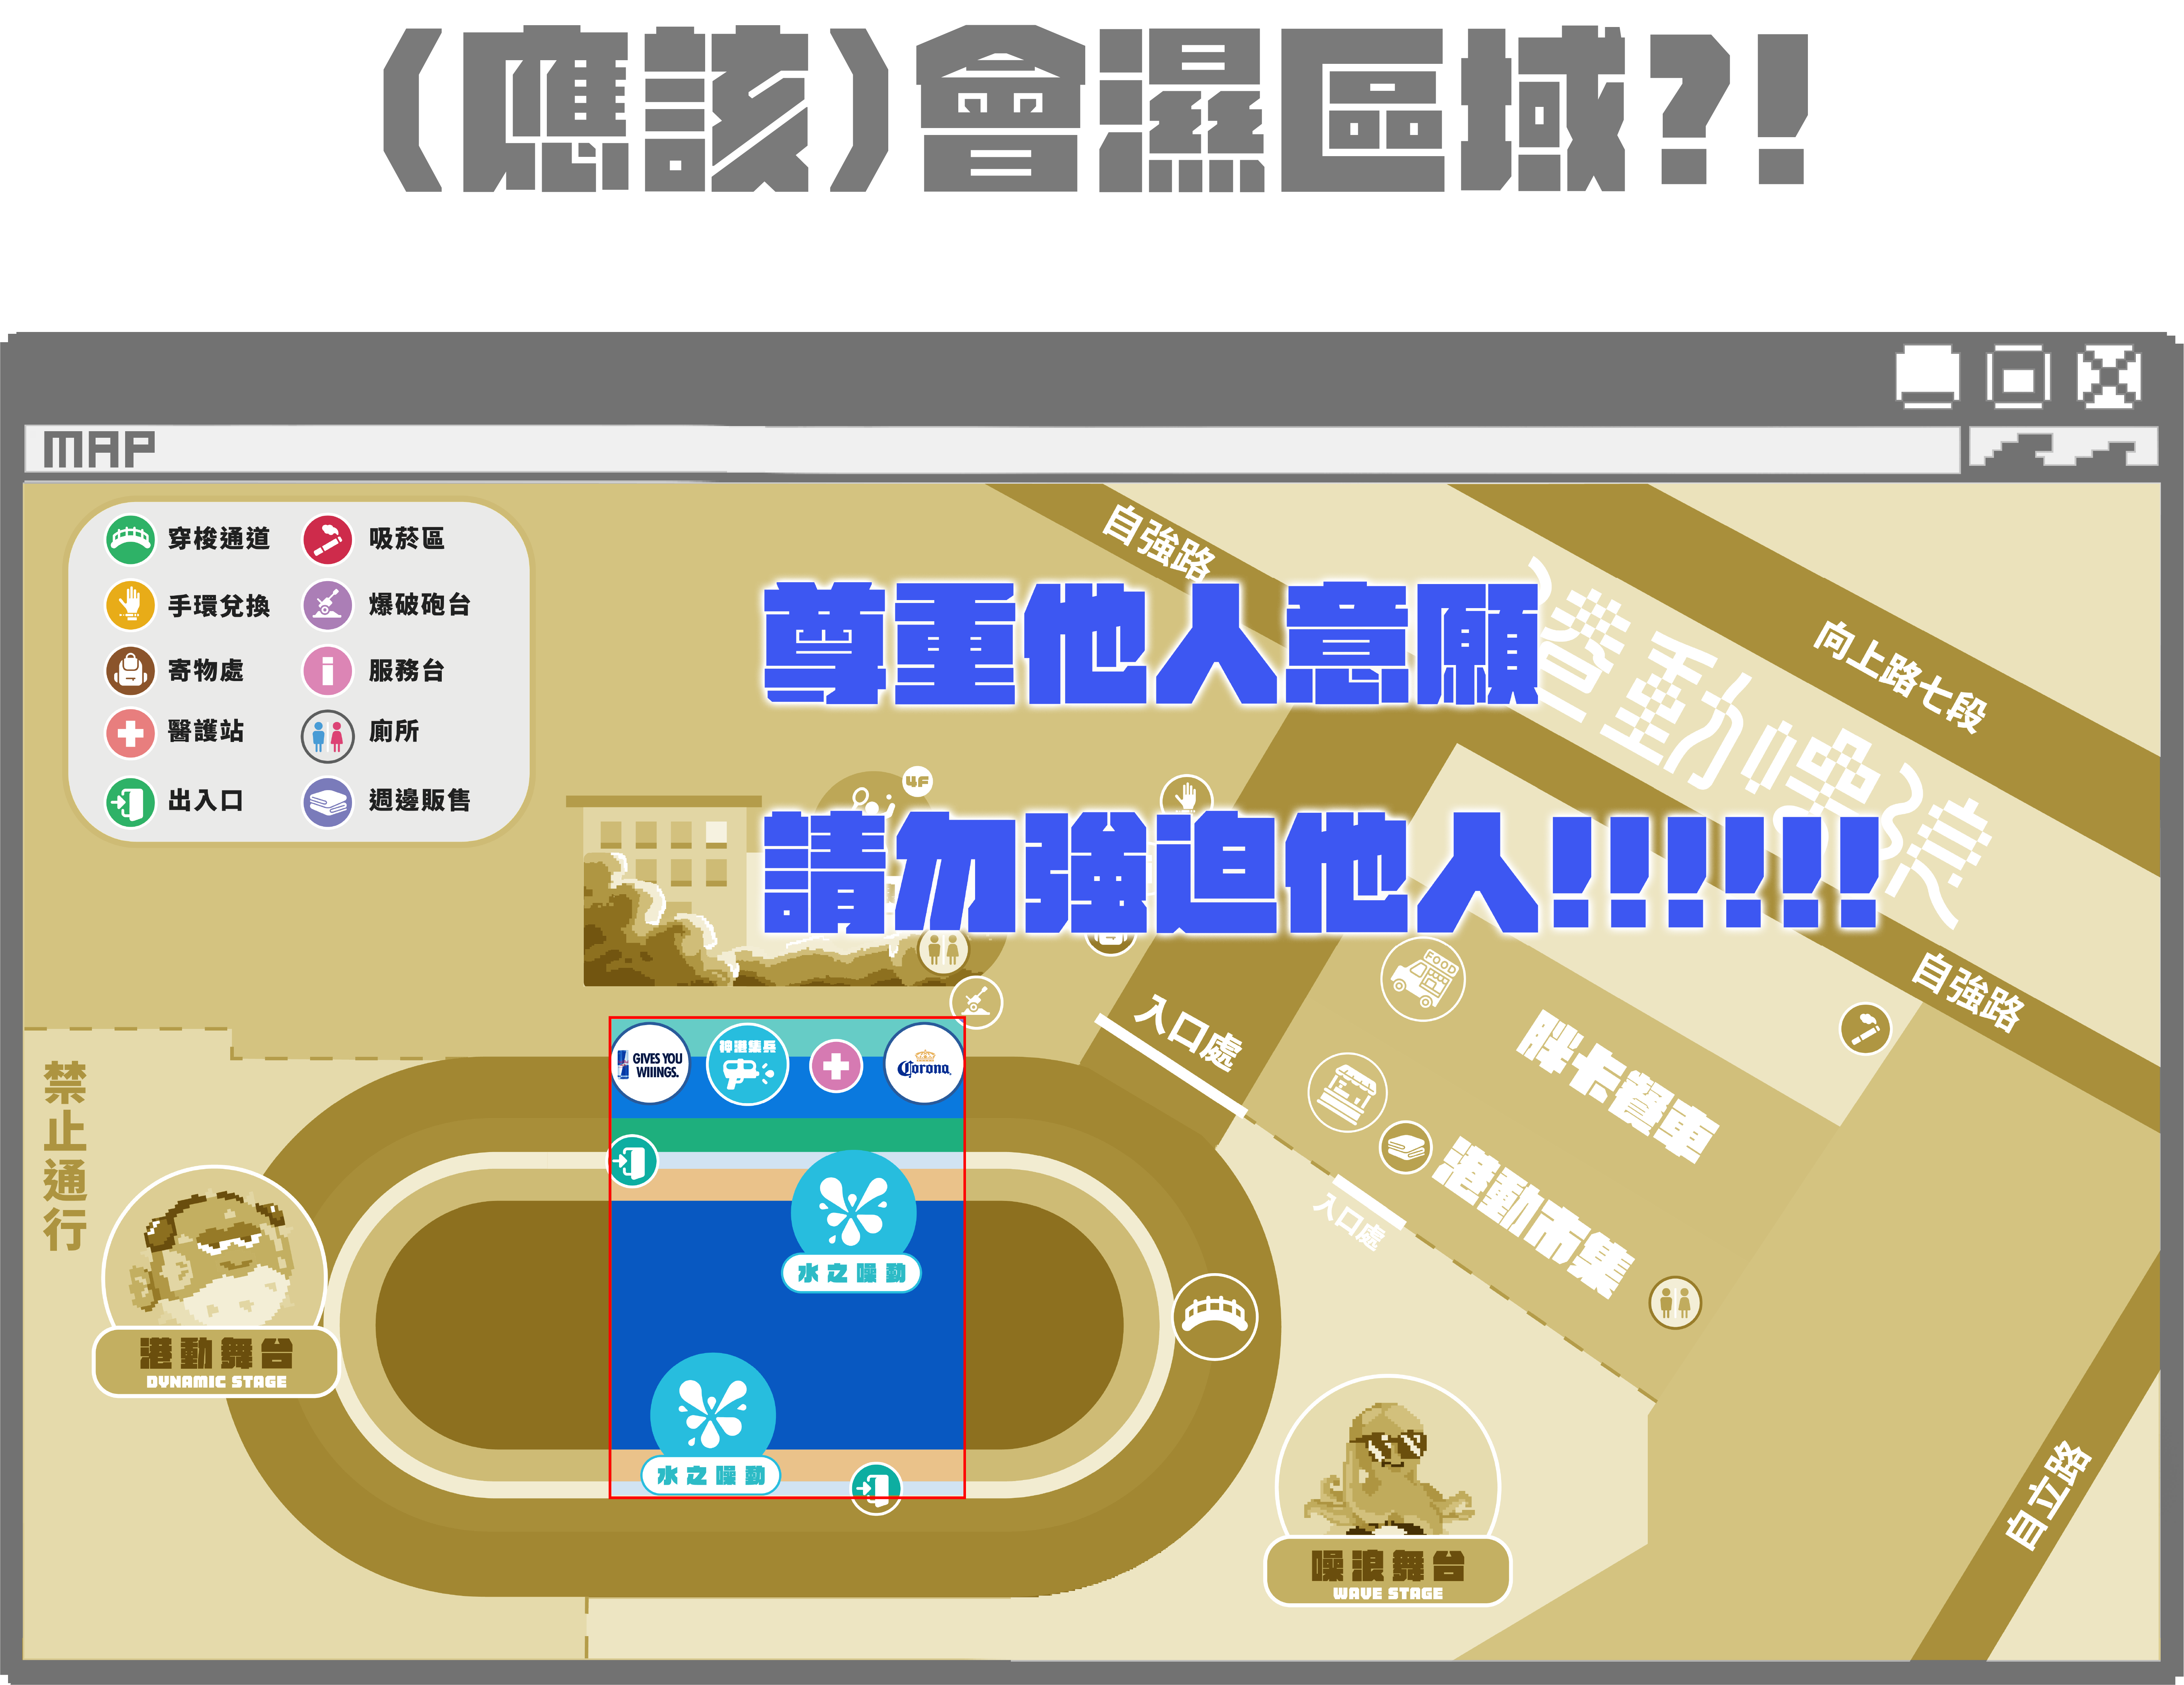 (應該)會濕區域?!
MAP
穿梭通道
吸菸區
手環兌換
爆破砲台
寄物處
服務台
醫護站
廁所
出入口
週邊販售
自強路
向上路七段
尊重他人意願
4F
請勿強迫他人!!!!!!
自強路
FOOD
入口處
胖卡餐車
港動市集
入口處
禁止通行
GIVES YOU
WIIINGS.
神港集兵
Corona
水之噪動
水之噪動
港動舞台
DYNAMIC STAGE
噪浪舞台
WAVE STAGE
自立路